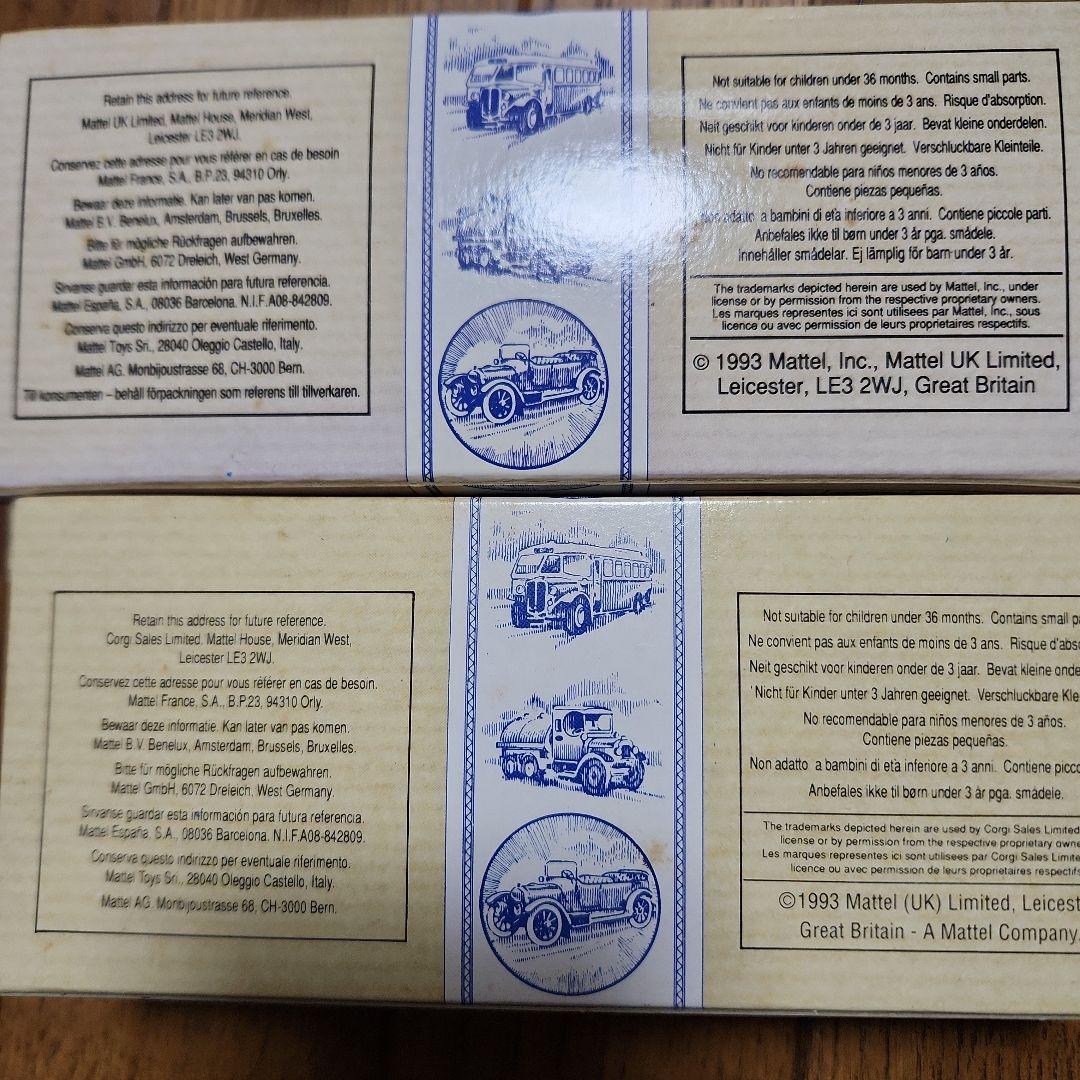 Retain this address for future reference.
Mattel UK Limited, Mattel House, Meridian West,
Leicester LE3 2WJ.
Conservez cette adresse pour vous référer en cas de besoin
Mattel France, S.A., B.P.23, 94310 Orly.
Bewaar deze informatie. Kan later van pas komen.
Mattel B.V. Benelux, Amsterdam, Brussels, Bruxelles.
Bitte für mögliche Rückfragen aufbewahren.
Mattel GmbH, 6072 Dreleich, West Germany.
Sirvanse guardar esta información para futura referencia.
Mattel España, S.A., 08036 Barcelona. N.I.F.A08-842809.
Conserva questo indirizzo per eventuale riferimento.
Mattel Toys Sri., 28040 Oleggio Castello, Italy.
Mattel AG. Monbijoustrasse 68, CH-3000 Bern.
Till konsumenten – behåll förpackningen som referens till tillverkaren.
Not suitable for children under 36 months. Contains small parts.
Ne convient pas aux enfants de moins de 3 ans. Risque d'absorption.
Neit geschikt voor kinderen onder de 3 jaar. Bevat kleine onderdelen.
Nicht für Kinder unter 3 Jahren geeignet. Verschluckbare Kleinteile.
No recomendable para niños menores de 3 años.
Contiene piezas pequeñas.
adatto a bambini di età inferiore a 3 anni. Contiene piccole parti.
Anbefales ikke til børn under 3 år pga. smådele.
Innehåller smådelar. Ej lämplig för barn under 3 år.
The trademarks depicted herein are used by Mattel, Inc., under
license or by permission from the respective proprietary owners.
Les marques representes ici sont utilisees par Mattel, Inc., sous
licence ou avec permission de leurs proprietaires respectifs.
© 1993 Mattel, Inc., Mattel UK Limited,
Leicester, LE3 2WJ, Great Britain
Retain this address for future reference.
Corgi Sales Limited. Mattel House, Meridian West,
Leicester LE3 2WJ.
Conservez cette adresse pour vous référer en cas de besoin.
Mattel France, S.A., B.P.23, 94310 Orly.
Bewaar deze informatie. Kan later van pas komen.
Mattel B.V. Benelux, Amsterdam, Brussels, Bruxelles.
Bitte für mögliche Rückfragen aufbewahren.
Mattel GmbH, 6072 Dreleich, West Germany.
Sirvanse guardar esta información para futura referencia.
Mattel España, S.A., 08036 Barcelona. N.I.F.A08-842809.
Conserva questo indirizzo per eventuale riferimento.
Mattel Toys Sri., 28040 Oleggio Castello, Italy.
Mattel AG. Monbijoustrasse 68, CH-3000 Bern.
Not suitable for children under 36 months. Contains small
Ne convient pas aux enfants de moins de 3 ans. Risque
Neit geschikt voor kinderen onder de 3 jaar. Bevat kleine
Nicht für Kinder unter 3 Jahren geeignet. Verschluckbare
No recomendable para niños menores de 3 años.
Contiene piezas pequeñas.
Non adatto a bambini di età inferiore a 3 anni. Contiene
Anbefales ikke til børn under 3 år pga. smådele.
The trademarks depicted herein are used by Corgi Sales Limited
license or by permission from the respective proprietary
Les marques representes ici sont utilisees par Corgi Sales
licence ou avec permission de leurs proprietaires respectifs
©1993 Mattel (UK) Limited,
Great Britain - A Mattel Company.